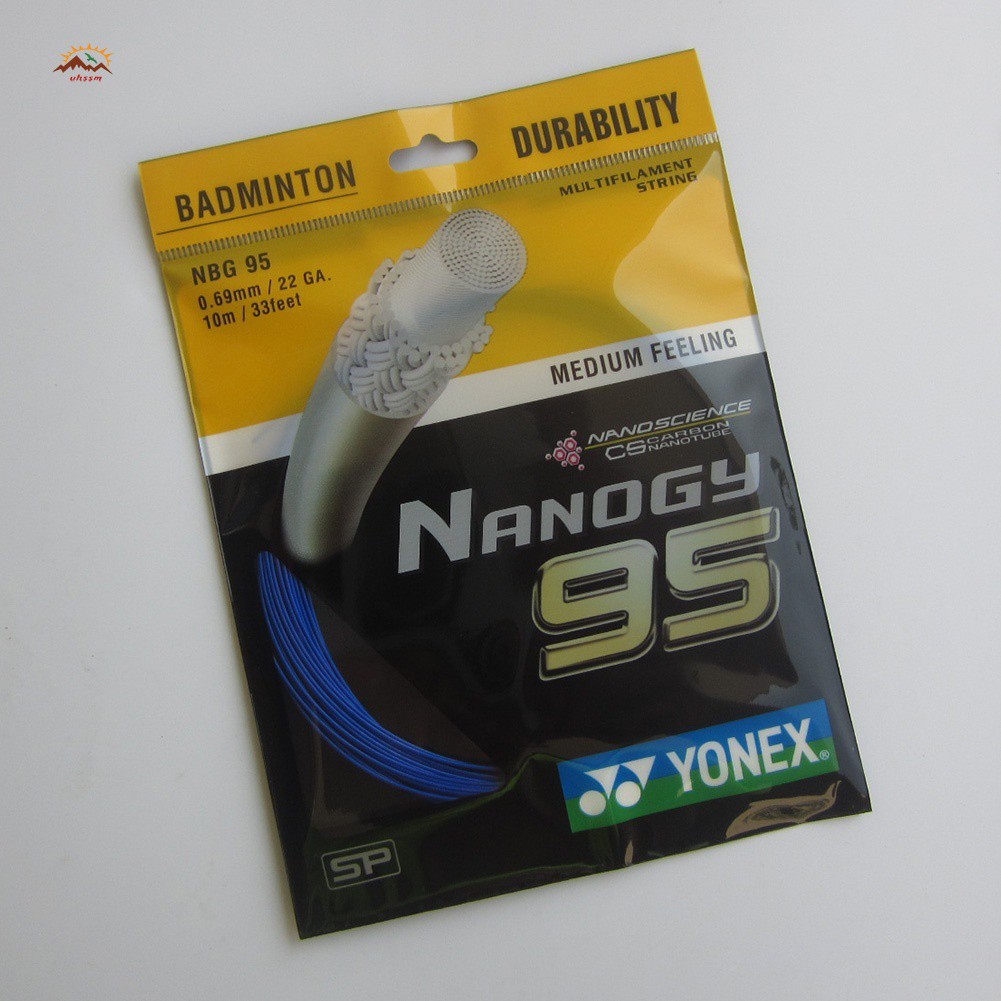 uhssm
BADMINTON
DURABILITY
MULTIFILAMENT
STRING
NBG 95
0.69mm / 22 GA.
10m / 33feet
MEDIUM FEELING
NANOSCIENCE
CS CARBON
NANOTUBE
NANOGY
95
YONEX®
SP